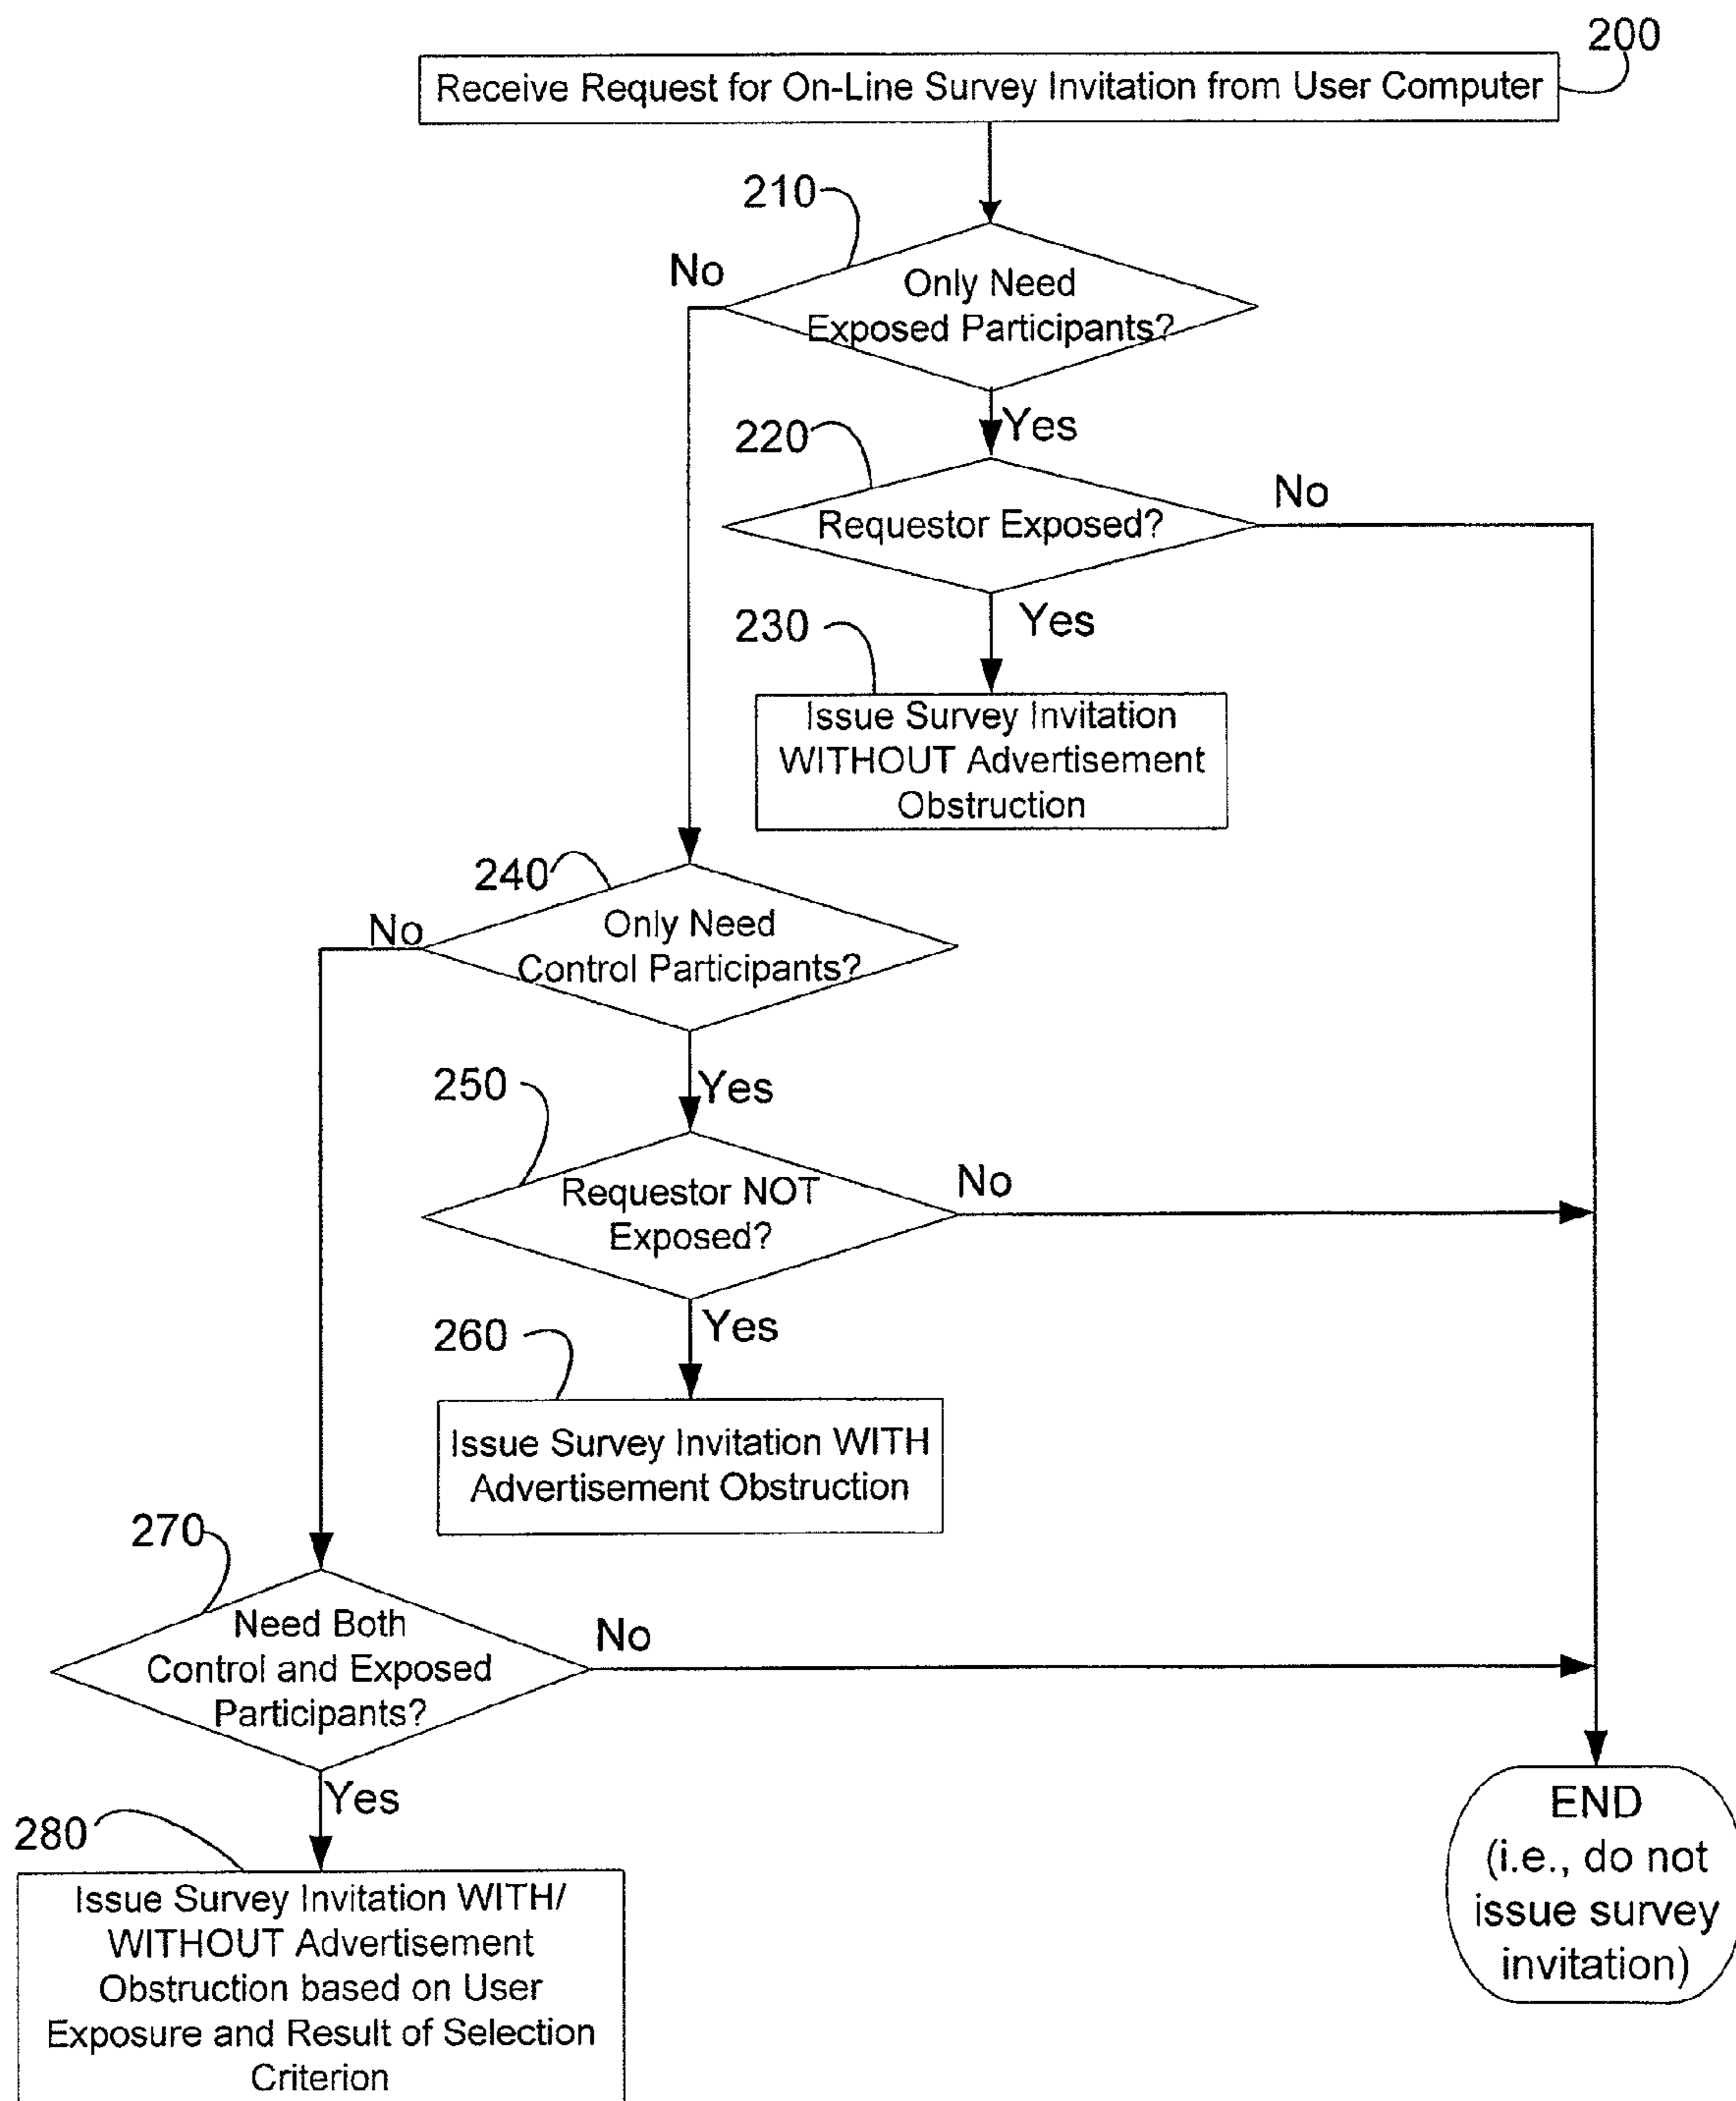 200
Receive Request for On-Line Survey Invitation from User Computer
210
No
Only Need
Exposed Participants?
Yes
220
No
Requestor Exposed?
Yes
230
Issue Survey Invitation
WITHOUT Advertisement
Obstruction
240
No
Only Need
Control Participants?
Yes
250
No
Requestor NOT
Exposed?
Yes
260
Issue Survey Invitation WITH
Advertisement Obstruction
270
Need Both
Control and Exposed
Participants?
No
Yes
280
Issue Survey Invitation WITH/
WITHOUT Advertisement
Obstruction based on User
Exposure and Result of Selection
Criterion
END
(i.e., do not
issue survey
invitation)